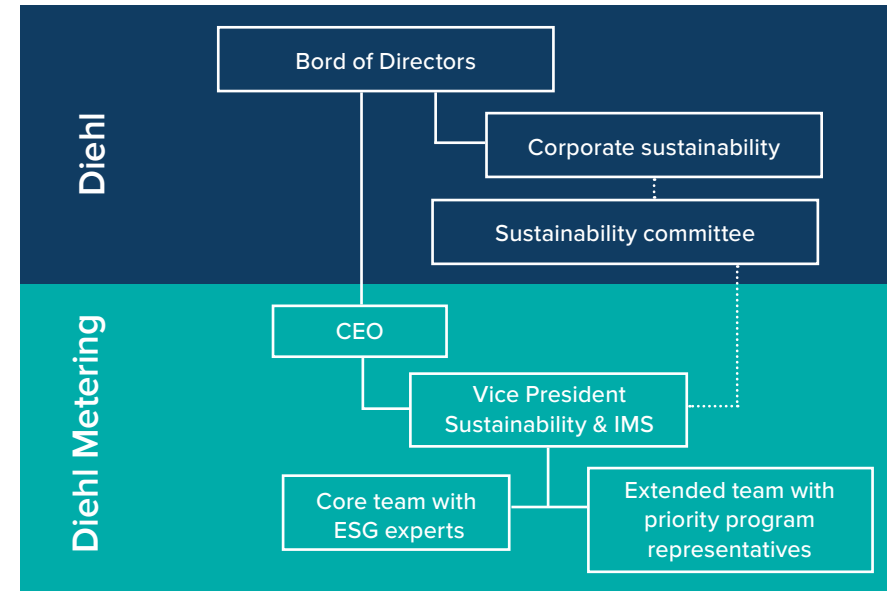 Diehl
Bord of Directors
Corporate sustainability
Sustainability committee
Diehl Metering
CEO
Vice President
Sustainability & IMS
Core team with
ESG experts
Extended team with
priority program
representatives